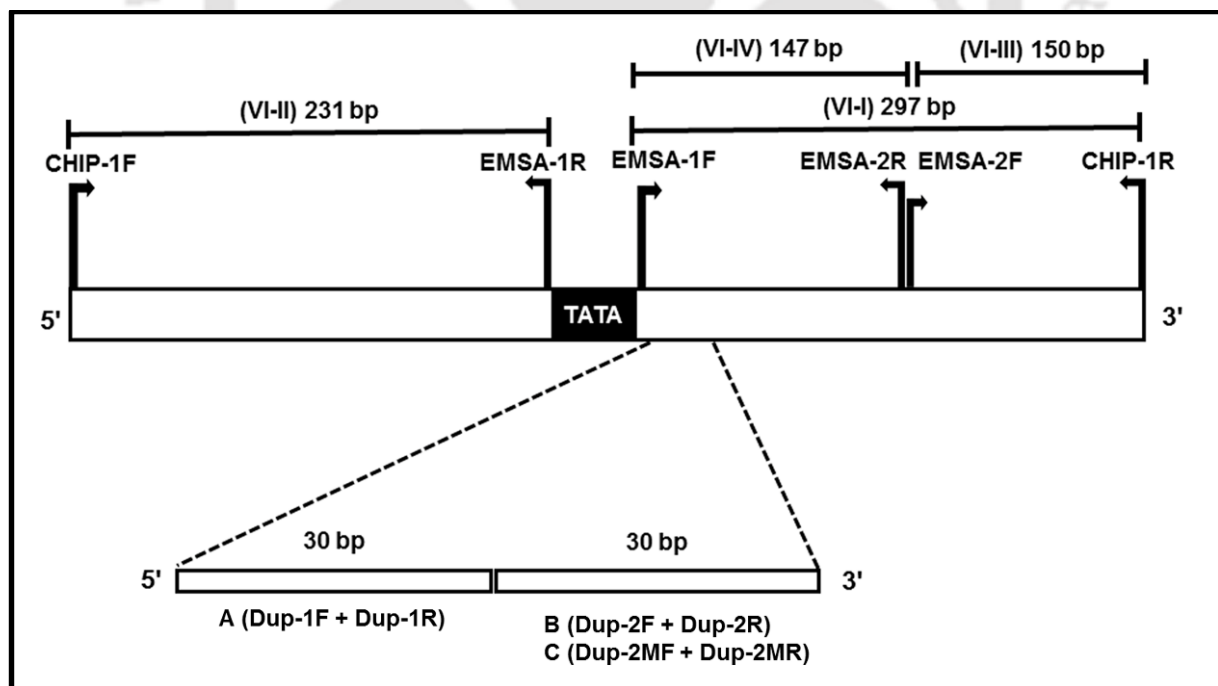 (VI-IV) 147 bp
(VI-III) 150 bp
(VI-II) 231 bp
(VI-I) 297 bp
CHIP-1F
EMSA-1R
EMSA-1F
EMSA-2R
EMSA-2F
CHIP-1R
5'
TATA
3'
30 bp
30 bp
5'
3'
A (Dup-1F + Dup-1R)
B (Dup-2F + Dup-2R)
C (Dup-2MF + Dup-2MR)